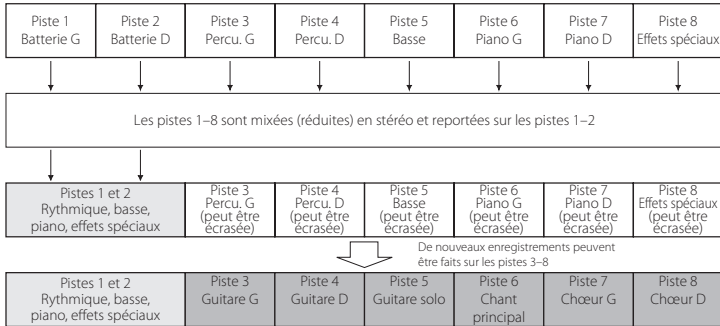 Piste 1
Batterie G
Piste 2
Batterie D
Piste 3
Percu. G
Piste 4
Percu. D
Piste 5
Basse
Piste 6
Piano G
Piste 7
Piano D
Piste 8
Effets spéciaux
Les pistes 1–8 sont mixées (réduites) en stéréo et reportées sur les pistes 1–2
Pistes 1 et 2
Rythmique, basse,
piano, effets spéciaux
Piste 3
Percu. G
(peut être
écrasée)
Piste 4
Percu. D
(peut être
écrasée)
Piste 5
Basse
(peut être
écrasée)
Piste 6
Piano G
(peut être
écrasée)
Piste 7
Piano D
(peut être
écrasée)
Piste 8
Effets spéciaux
(peut être
écrasée)
De nouveaux enregistrements peuvent
être faits sur les pistes 3–8
Pistes 1 et 2
Rythmique, basse,
piano, effets spéciaux
Piste 3
Guitare G
Piste 4
Guitare D
Piste 5
Guitare solo
Piste 6
Chant
principal
Piste 7
Chœur G
Piste 8
Chœur D